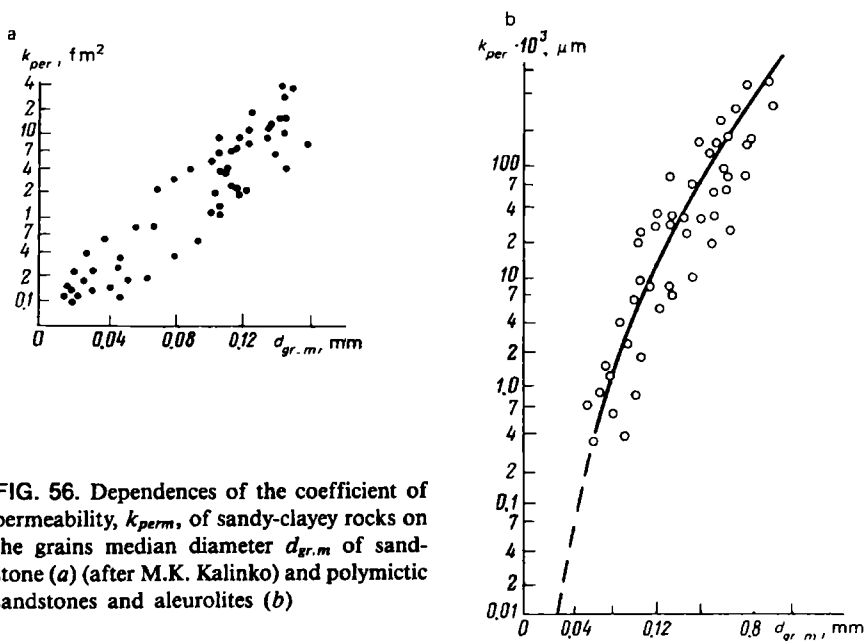 a
k_per, fm²
4
2
10
4
2
1
7
4
2
0,1
0 0,04 0,08 0,12 d_gr.m, mm
b
k_per · 10³, μm
100
7
4
2
10
7
4
2
1,0
7
4
2
0,1
7
4
2
0,01
0 0,04 0,12 0,8 d_gr.m, mm
FIG. 56. Dependences of the coefficient of
permeability, k_perm, of sandy-clayey rocks on
the grains median diameter d_gr.m of sand-
stone (a) (after M.K. Kalinko) and polymictic
sandstones and aleurolites (b)